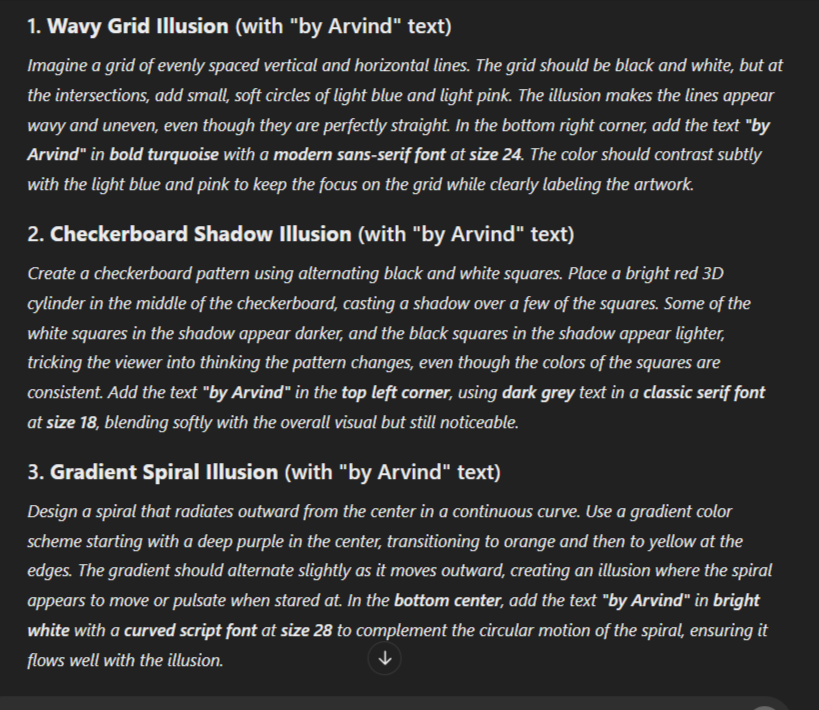 1. Wavy Grid Illusion (with "by Arvind" text)
Imagine a grid of evenly spaced vertical and horizontal lines. The grid should be black and white, but at
the intersections, add small, soft circles of light blue and light pink. The illusion makes the lines appear
wavy and uneven, even though they are perfectly straight. In the bottom right corner, add the text "by
Arvind" in bold turquoise with a modern sans-serif font at size 24. The color should contrast subtly
with the light blue and pink to keep the focus on the grid while clearly labeling the artwork.
2. Checkerboard Shadow Illusion (with "by Arvind" text)
Create a checkerboard pattern using alternating black and white squares. Place a bright red 3D
cylinder in the middle of the checkerboard, casting a shadow over a few of the squares. Some of the
white squares in the shadow appear darker, and the black squares in the shadow appear lighter,
tricking the viewer into thinking the pattern changes, even though the colors of the squares are
consistent. Add the text "by Arvind" in the top left corner, using dark grey text in a classic serif font
at size 18, blending softly with the overall visual but still noticeable.
3. Gradient Spiral Illusion (with "by Arvind" text)
Design a spiral that radiates outward from the center in a continuous curve. Use a gradient color
scheme starting with a deep purple in the center, transitioning to orange and then to yellow at the
edges. The gradient should alternate slightly as it moves outward, creating an illusion where the spiral
appears to move or pulsate when stared at. In the bottom center, add the text "by Arvind" in bright
white with a curved script font at size 28 to complement the circular motion of the spiral, ensuring it
flows well with the illusion.